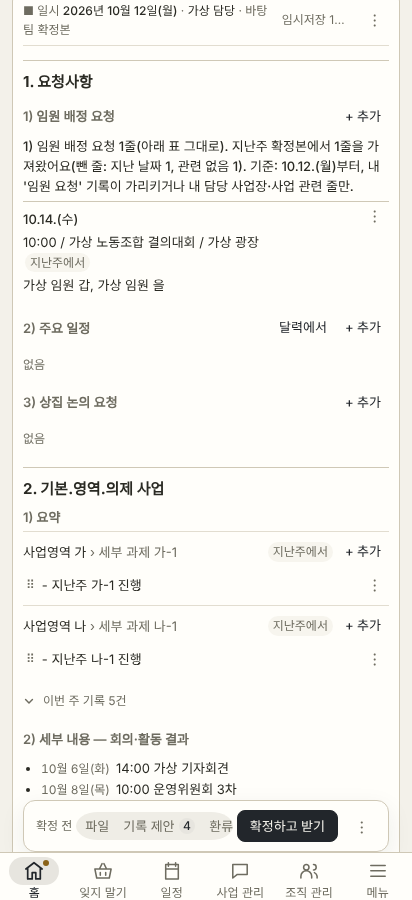 ■ 일시 2026년 10월 12일(월) · 가상 담당 · 바탕
팀 확정본
임시저장 1...
1. 요청사항
1) 임원 배정 요청
+ 추가
1) 임원 배정 요청 1줄(아래 표 그대로). 지난주 확정본에서 1줄을 가
져왔어요(뺀 줄: 지난 날짜 1, 관련 없음 1). 기준: 10.12.(월)부터, 내
'임원 요청' 기록이 가리키거나 내 담당 사업장·사업 관련 줄만.
10.14.(수)
10:00 / 가상 노동조합 결의대회 / 가상 광장
지난주에서
가상 임원 갑, 가상 임원 을
2) 주요 일정
달력에서
+ 추가
없음
3) 상집 논의 요청
+ 추가
없음
2. 기본.영역.의제 사업
1) 요약
사업영역 가 › 세부 과제 가-1
지난주에서
+ 추가
- 지난주 가-1 진행
사업영역 나 › 세부 과제 나-1
지난주에서
+ 추가
- 지난주 나-1 진행
이번 주 기록 5건
2) 세부 내용 — 회의·활동 결과
• 10월 6일(화) 14:00 가상 기자회견
• 10월 8일(목) 10:00 운영위원회 3차
확정 전
파일
기록 제안 4
환류
확정하고 받기
홈
잊지 말기
일정
사업 관리
조직 관리
메뉴